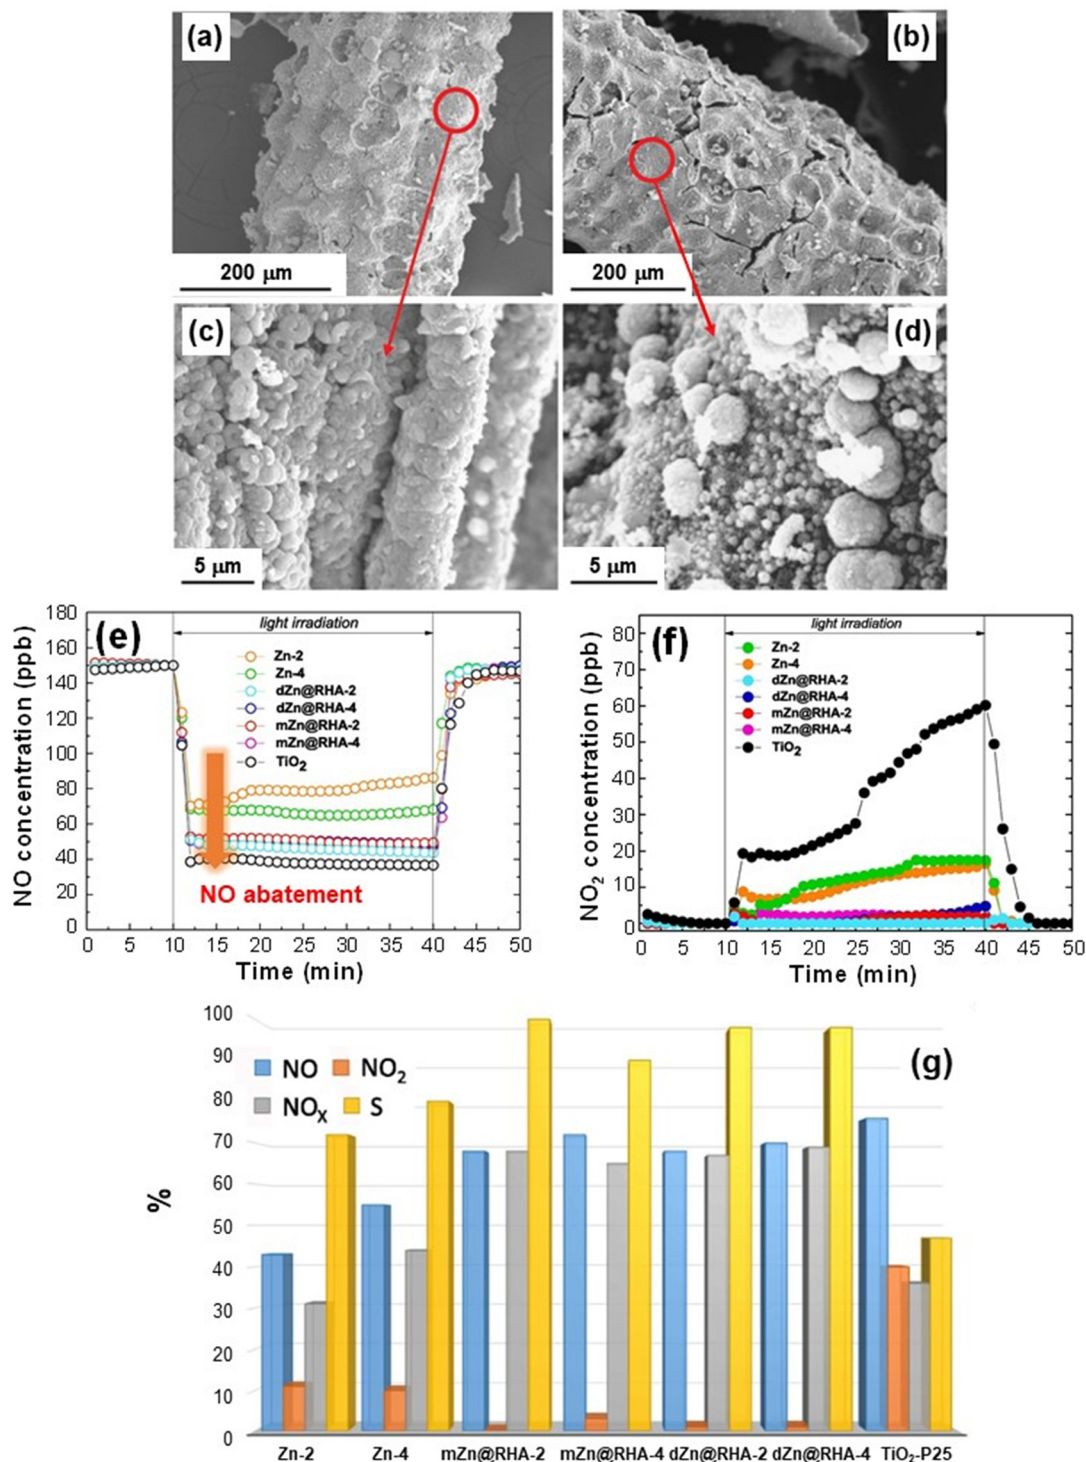 (a)
(b)
200 μm
200 μm
(c)
(d)
5 μm
5 μm
(e)
light irradiation
Zn-2
Zn-4
dZn@RHA-2
dZn@RHA-4
mZn@RHA-2
mZn@RHA-4
TiO₂
NO abatement
NO concentration (ppb)
180
160
140
120
100
80
60
40
20
0
0 5 10 15 20 25 30 35 40 45 50
Time (min)
(f)
light irradiation
Zn-2
Zn-4
dZn@RHA-2
dZn@RHA-4
mZn@RHA-2
mZn@RHA-4
TiO₂
NO₂ concentration (ppb)
80
70
60
50
40
30
20
10
0
0 5 10 15 20 25 30 35 40 45 50
Time (min)
(g)
NO NO₂
NOₓ S
%
100
90
80
70
60
50
40
30
20
10
0
Zn-2 Zn-4 mZn@RHA-2 mZn@RHA-4 dZn@RHA-2 dZn@RHA-4 TiO₂-P25